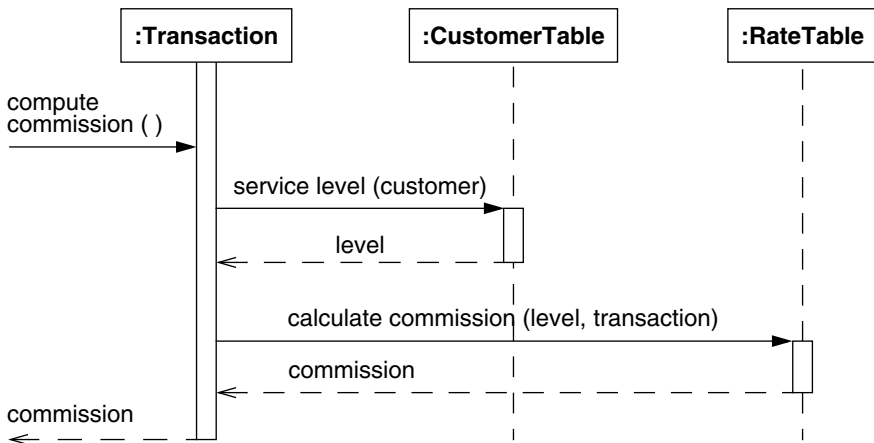 :Transaction
:CustomerTable
:RateTable
compute
commission ( )
service level (customer)
level
calculate commission (level, transaction)
commission
commission